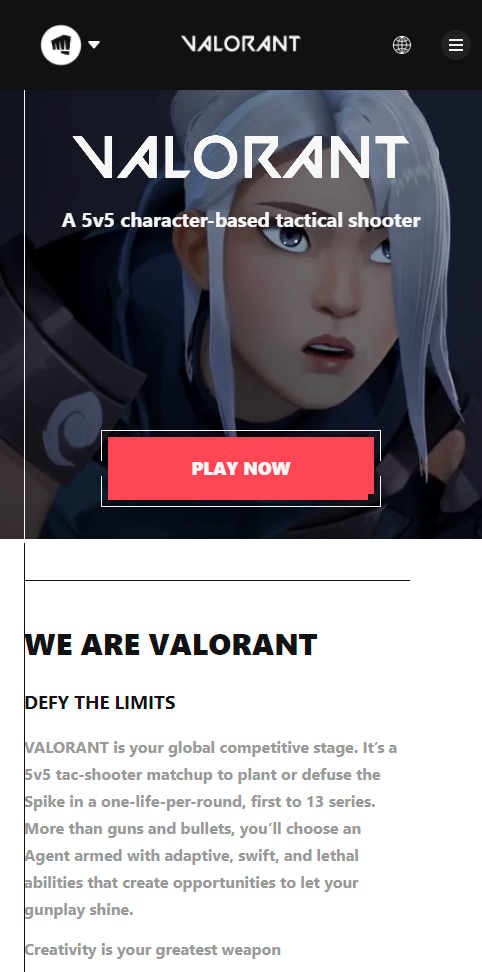 VALORANT
VALORANT
A 5v5 character-based tactical shooter
PLAY NOW
WE ARE VALORANT
DEFY THE LIMITS
VALORANT is your global competitive stage. It’s a
5v5 tac-shooter matchup to plant or defuse the
Spike in a one-life-per-round, first to 13 series.
More than guns and bullets, you’ll choose an
Agent armed with adaptive, swift, and lethal
abilities that create opportunities to let your
gunplay shine.
Creativity is your greatest weapon